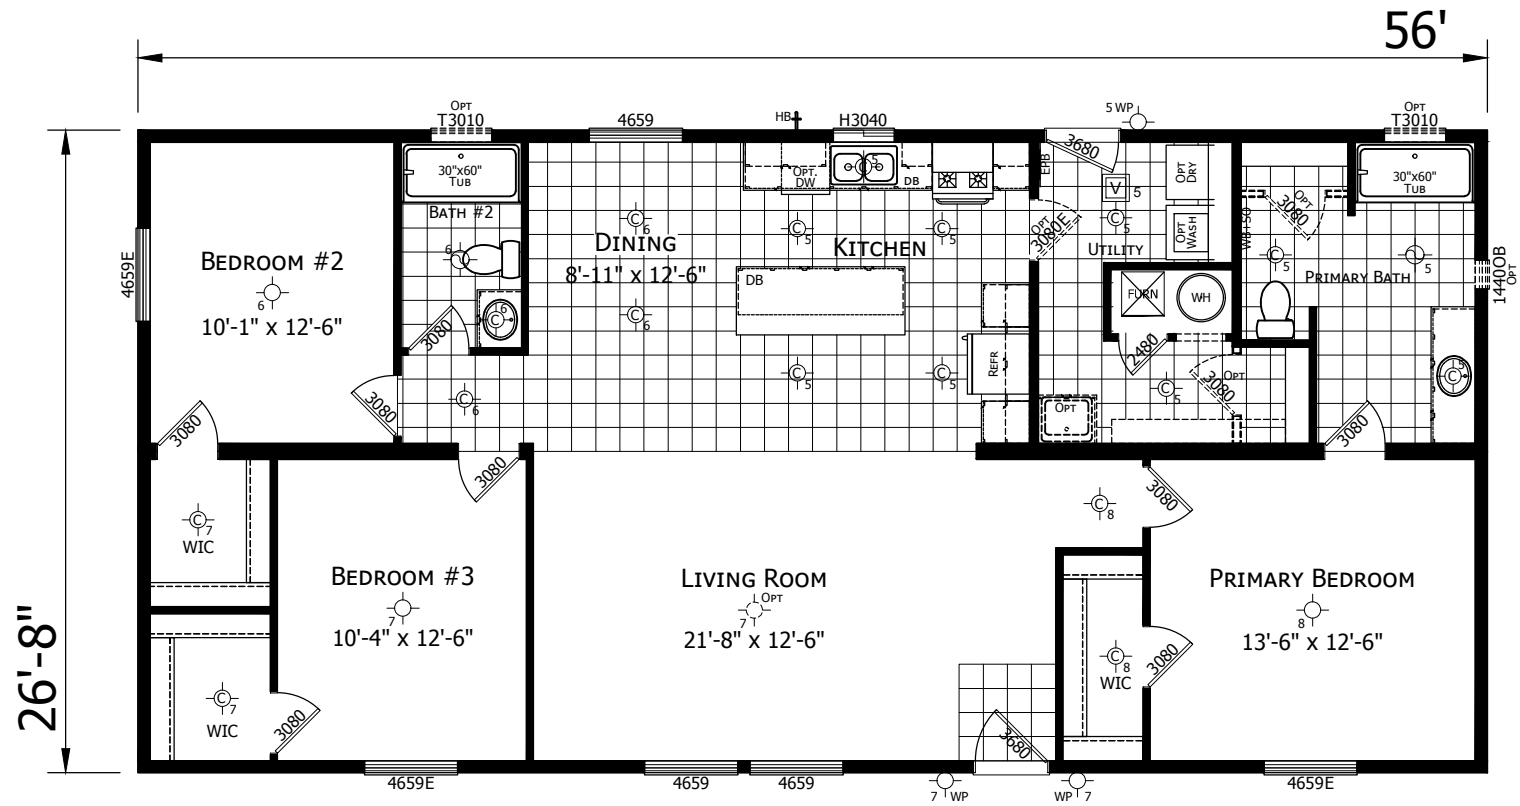 56'
26'-8"
OPT
T3010
4659
HB
H3040
5 WP
3680
OPT
T3010
30"x60"
TUB
BATH #2
6
3080
C
6
4659E
BEDROOM #2
6
10'-1" x 12'-6"
3080
3080
C
6
DINING
8'-11" x 12'-6"
C
6
C
6
OPT.
DW
C
5
DB
KITCHEN
C
5
C
5
DB
C
5
C
5
REFR
EPB
V
5
OPT
DRY
OPT
WASH
C
5
UTILITY
OPT
3080E
FURN
WH
2480
OPT
3080
C
5
OPT
WB+SO
OPT
3080
C
5
30"x60"
TUB
5
PRIMARY BATH
1440OB
OPT
C
5
3080
3080
C
7
WIC
C
7
WIC
3080
BEDROOM #3
7
10'-4" x 12'-6"
LIVING ROOM
OPT
7
21'-8" x 12'-6"
C
8
3080
PRIMARY BEDROOM
8
13'-6" x 12'-6"
C
8
WIC
3080
3680
4659E
4659
4659
7 WP
WP 7
4659E